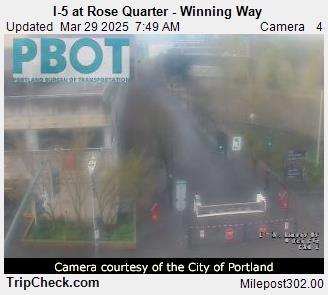 I-5 at Rose Quarter - Winning Way
Updated Mar 29 2025 7:49 AM Camera 4
PBOT
PORTLAND BUREAU OF TRANSPORTATION
Camera courtesy of the City of Portland
TripCheck.com Milepost302.00